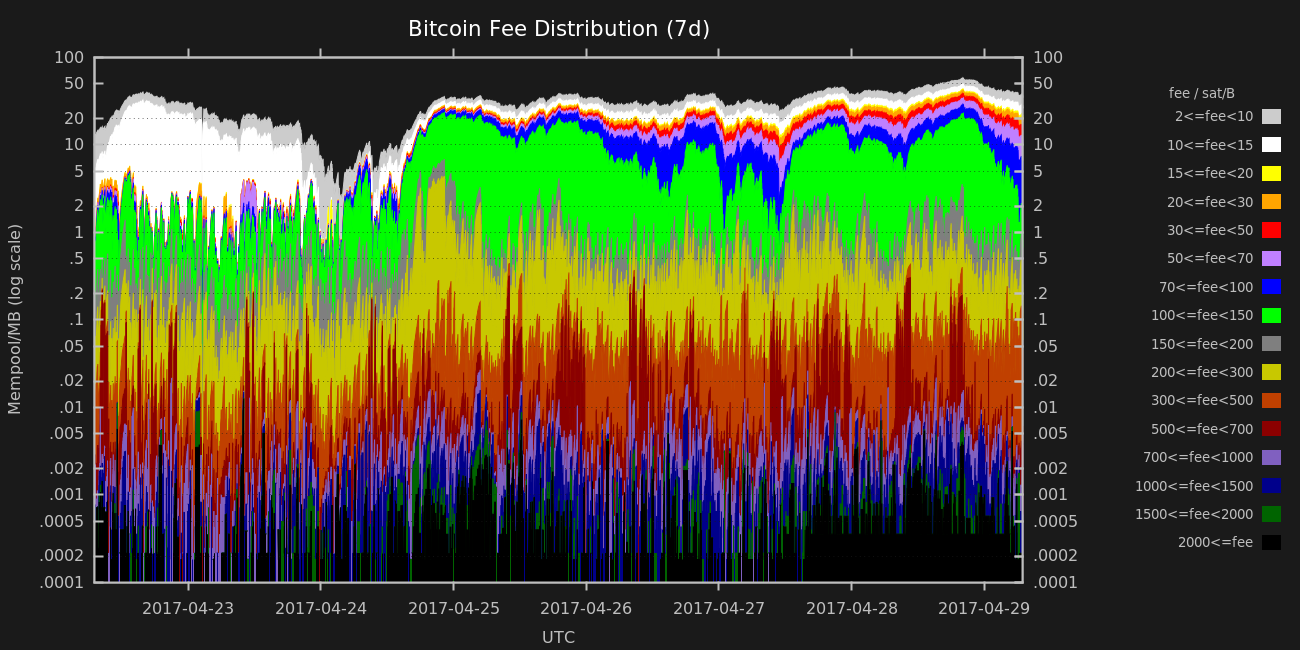 Bitcoin Fee Distribution (7d)
Mempool/MB (log scale)
100
50
20
10
5
2
1
.5
.2
.1
.05
.02
.01
.005
.002
.001
.0005
.0002
.0001
100
50
20
10
5
2
1
.5
.2
.1
.05
.02
.01
.005
.002
.001
.0005
.0002
.0001
2017-04-23 2017-04-24 2017-04-25 2017-04-26 2017-04-27 2017-04-28 2017-04-29
UTC
fee / sat/B
2<=fee<10
10<=fee<15
15<=fee<20
20<=fee<30
30<=fee<50
50<=fee<70
70<=fee<100
100<=fee<150
150<=fee<200
200<=fee<300
300<=fee<500
500<=fee<700
700<=fee<1000
1000<=fee<1500
1500<=fee<2000
2000<=fee